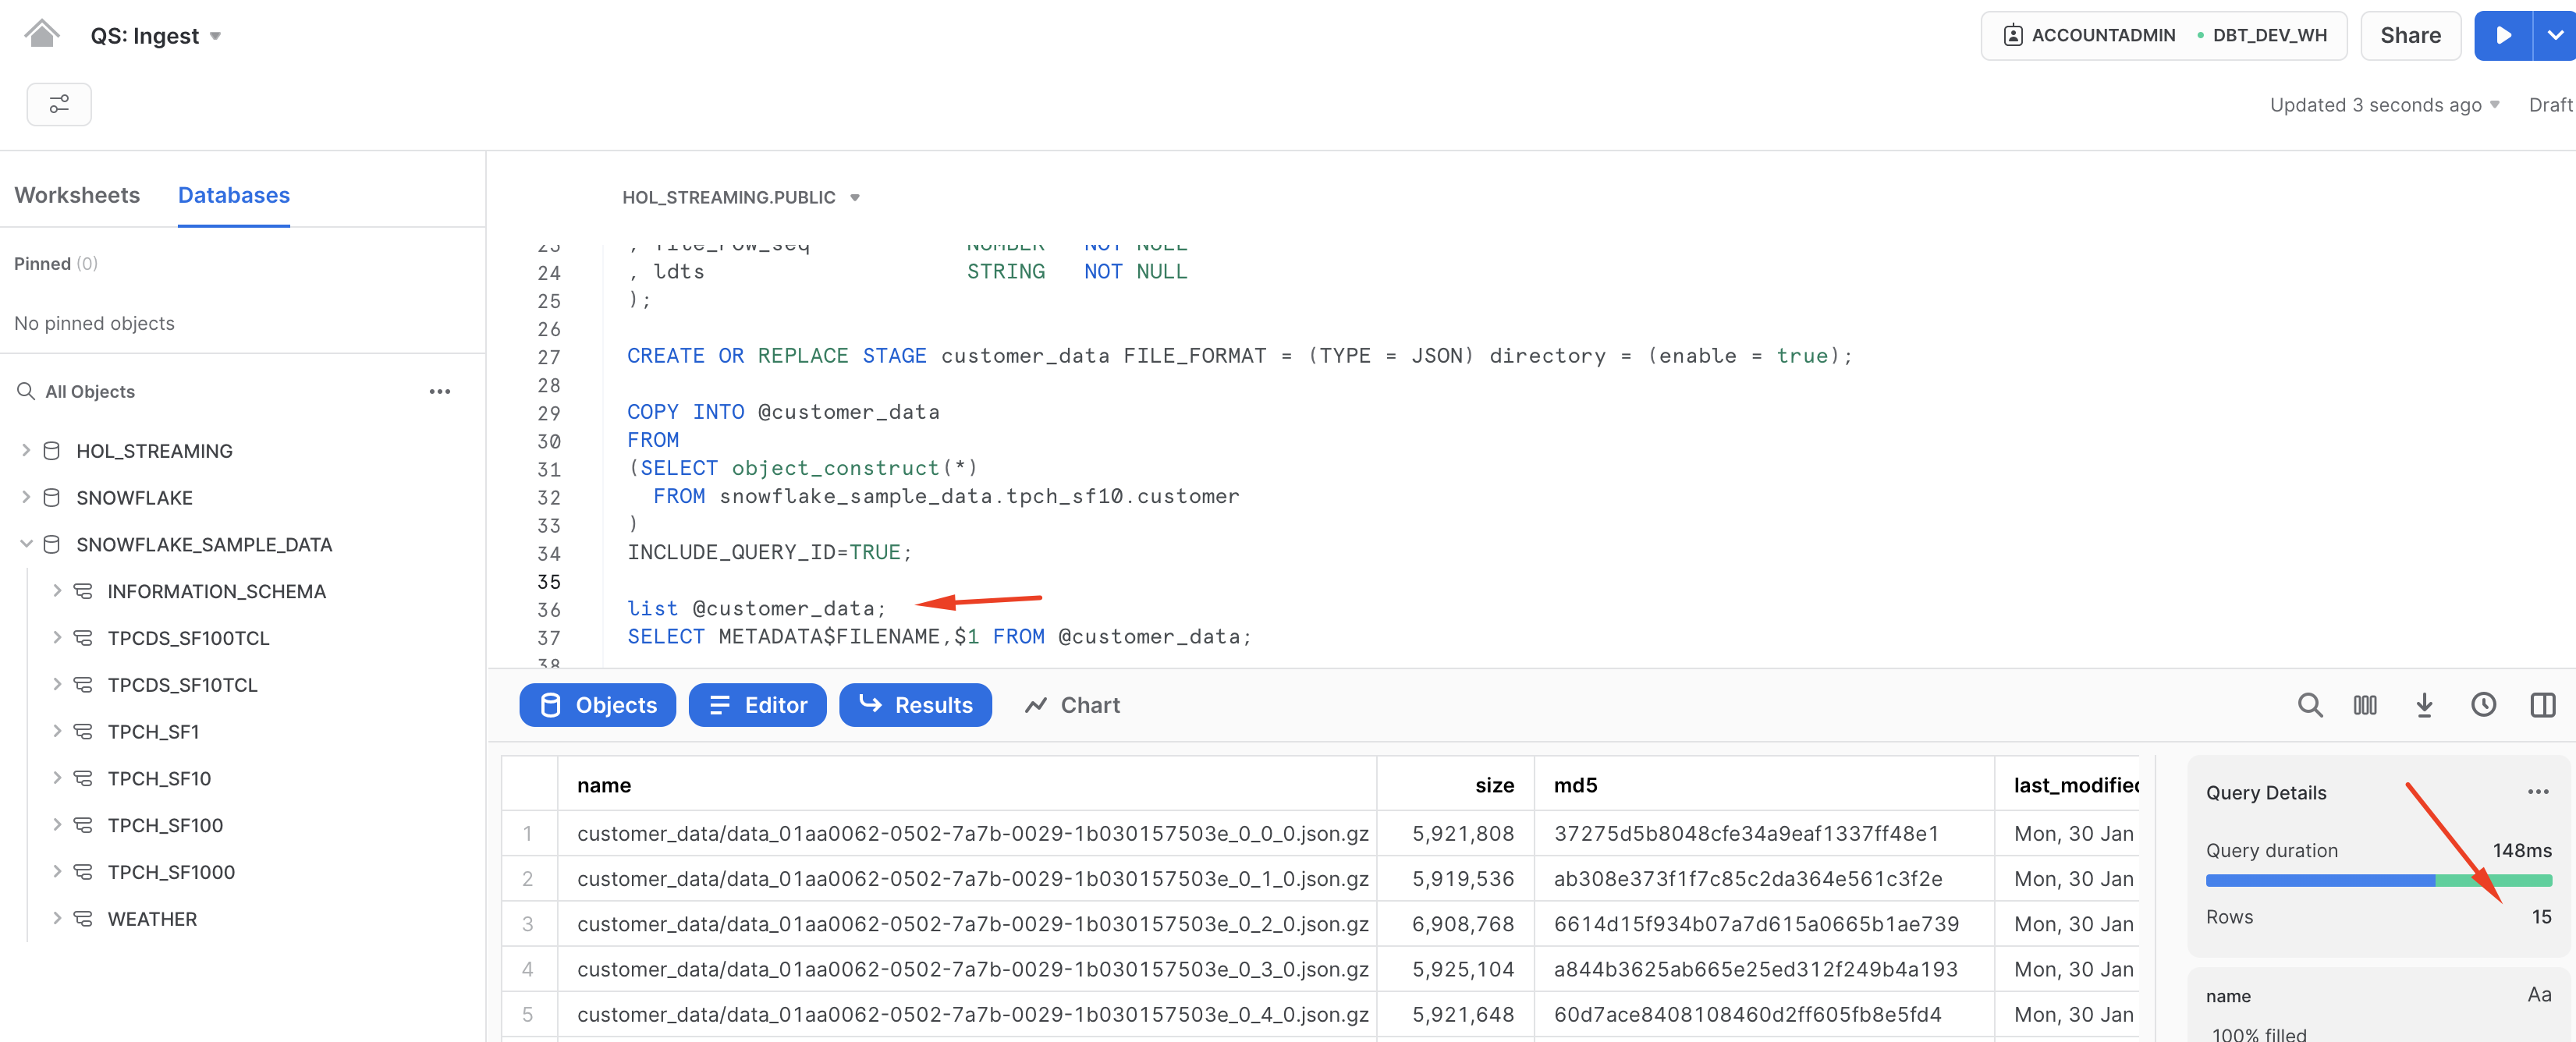 QS: Ingest
ACCOUNTADMIN DBT_DEV_WH
Share
Updated 3 seconds ago
Draft
Worksheets Databases
Pinned (0)
No pinned objects
All Objects
HOL_STREAMING
SNOWFLAKE
SNOWFLAKE_SAMPLE_DATA
INFORMATION_SCHEMA
TPCDS_SF100TCL
TPCDS_SF10TCL
TPCH_SF1
TPCH_SF10
TPCH_SF100
TPCH_SF1000
WEATHER
HOL_STREAMING.PUBLIC
23 , file_row_seq NUMBER NOT NULL
24 , ldts STRING NOT NULL
25 );
26
27 CREATE OR REPLACE STAGE customer_data FILE_FORMAT = (TYPE = JSON) directory = (enable = true);
28
29 COPY INTO @customer_data
30 FROM
31 (SELECT object_construct(*)
32 FROM snowflake_sample_data.tpch_sf10.customer
33 )
34 INCLUDE_QUERY_ID=TRUE;
35
36 list @customer_data;
37 SELECT METADATA$FILENAME,$1 FROM @customer_data;
38
Objects Editor Results Chart
name size md5 last_modified
1 customer_data/data_01aa0062-0502-7a7b-0029-1b030157503e_0_0_0.json.gz 5,921,808 37275d5b8048cfe34a9eaf1337ff48e1 Mon, 30 Jan
2 customer_data/data_01aa0062-0502-7a7b-0029-1b030157503e_0_1_0.json.gz 5,919,536 ab308e373f1f7c85c2da364e561c3f2e Mon, 30 Jan
3 customer_data/data_01aa0062-0502-7a7b-0029-1b030157503e_0_2_0.json.gz 6,908,768 6614d15f934b07a7d615a0665b1ae739 Mon, 30 Jan
4 customer_data/data_01aa0062-0502-7a7b-0029-1b030157503e_0_3_0.json.gz 5,925,104 a844b3625ab665e25ed312f249b4a193 Mon, 30 Jan
5 customer_data/data_01aa0062-0502-7a7b-0029-1b030157503e_0_4_0.json.gz 5,921,648 60d7ace8408108460d2ff605fb8e5fd4 Mon, 30 Jan
Query Details
Query duration 148ms
Rows 15
name Aa
100% filled